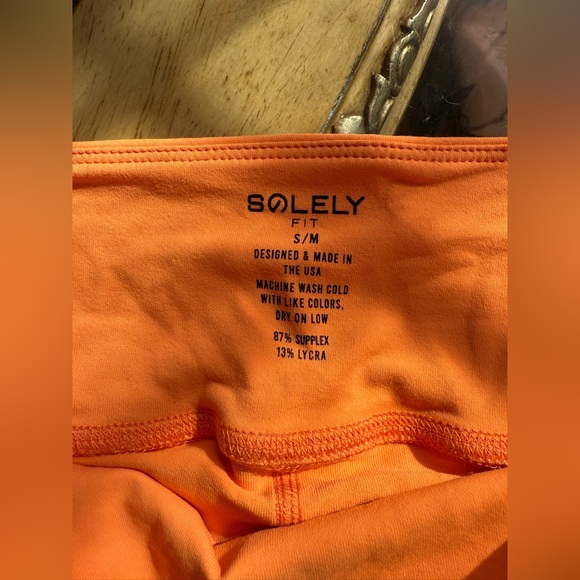 SOLELY
FIT
S/M
DESIGNED & MADE IN
THE USA
MACHINE WASH COLD
WITH LIKE COLORS,
DRY ON LOW
87% SUPPLEX
13% LYCRA